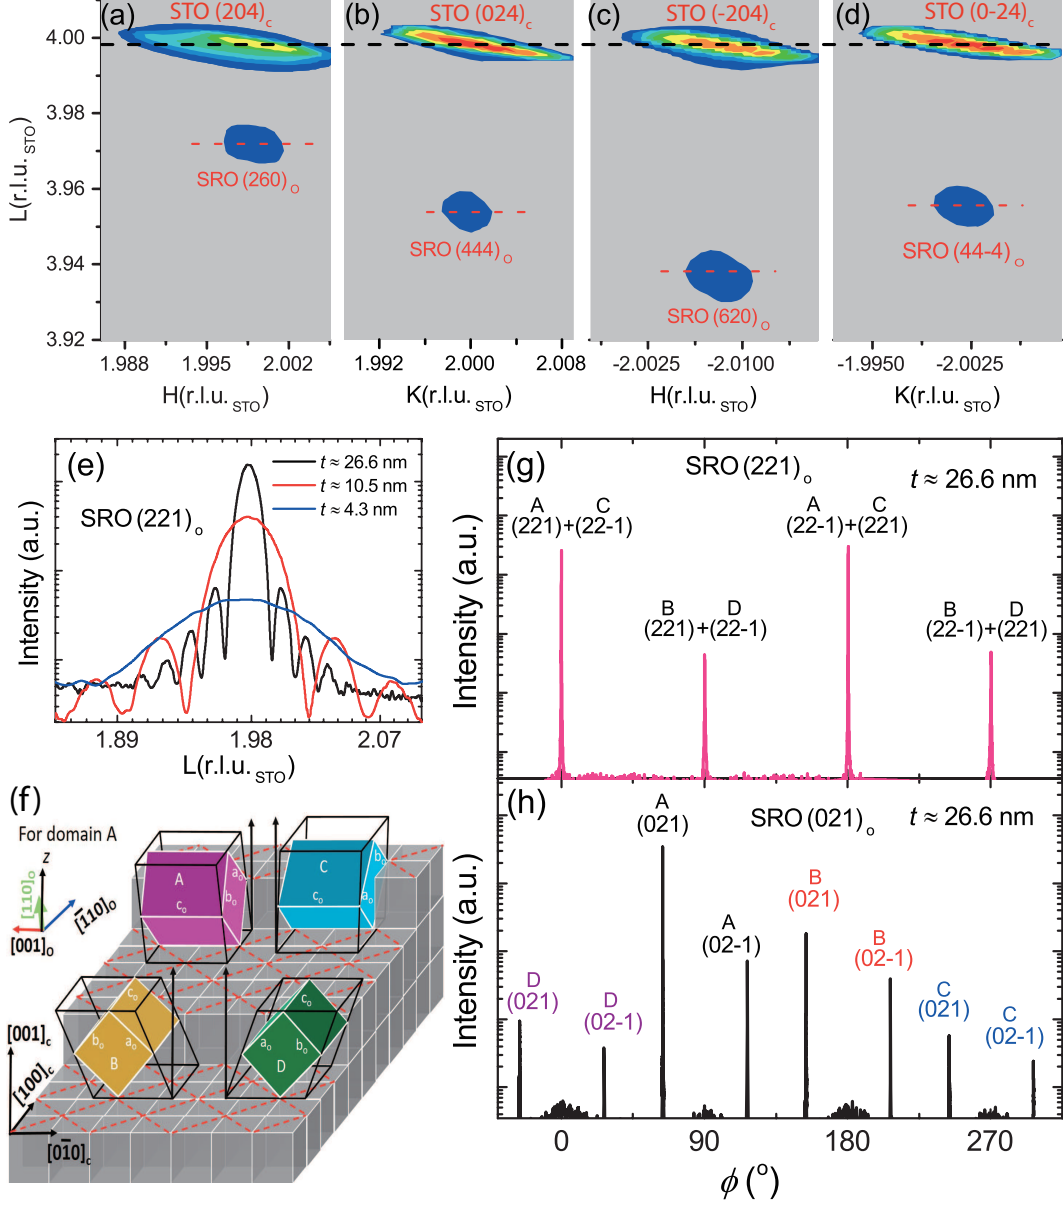 (a)
STO (204)c
(b)
STO (024)c
(c)
STO (-204)c
(d)
STO (0-24)c
4.00
3.98
3.96
3.94
3.92
L(r.l.u. STO)
SRO (260) O
SRO (444) O
SRO (620) O
SRO (44-4) O
1.988
1.995
2.002
1.992
2.000
2.008
-2.0025
-2.0100
-1.9950
-2.0025
H(r.l.u. STO)
K(r.l.u. STO)
H(r.l.u. STO)
K(r.l.u. STO)
(e)
t ≈ 26.6 nm
t ≈ 10.5 nm
t ≈ 4.3 nm
SRO (221)o
Intensity (a.u.)
1.89
1.98
2.07
L(r.l.u. STO)
(g)
SRO (221)o
t ≈ 26.6 nm
A C
(221)+(22-1)
A C
(22-1)+(221)
B D
(221)+(22-1)
B D
(22-1)+(221)
Intensity (a.u.)
(f)
For domain A
z
[110]O
[1̄10]O
[001]O
A
co
ao
bo
C
co
bo
ao
co
bo
ao
B
co
ao
bo
D
[001]c
[100]c
[01̄0]c
(h)
SRO (021)o
t ≈ 26.6 nm
A
(021)
B
(021)
A
(02-1)
B
(02-1)
D
(021)
D
(02-1)
C
(021)
C
(02-1)
Intensity (a.u.)
0
90
180
270
ϕ (o)